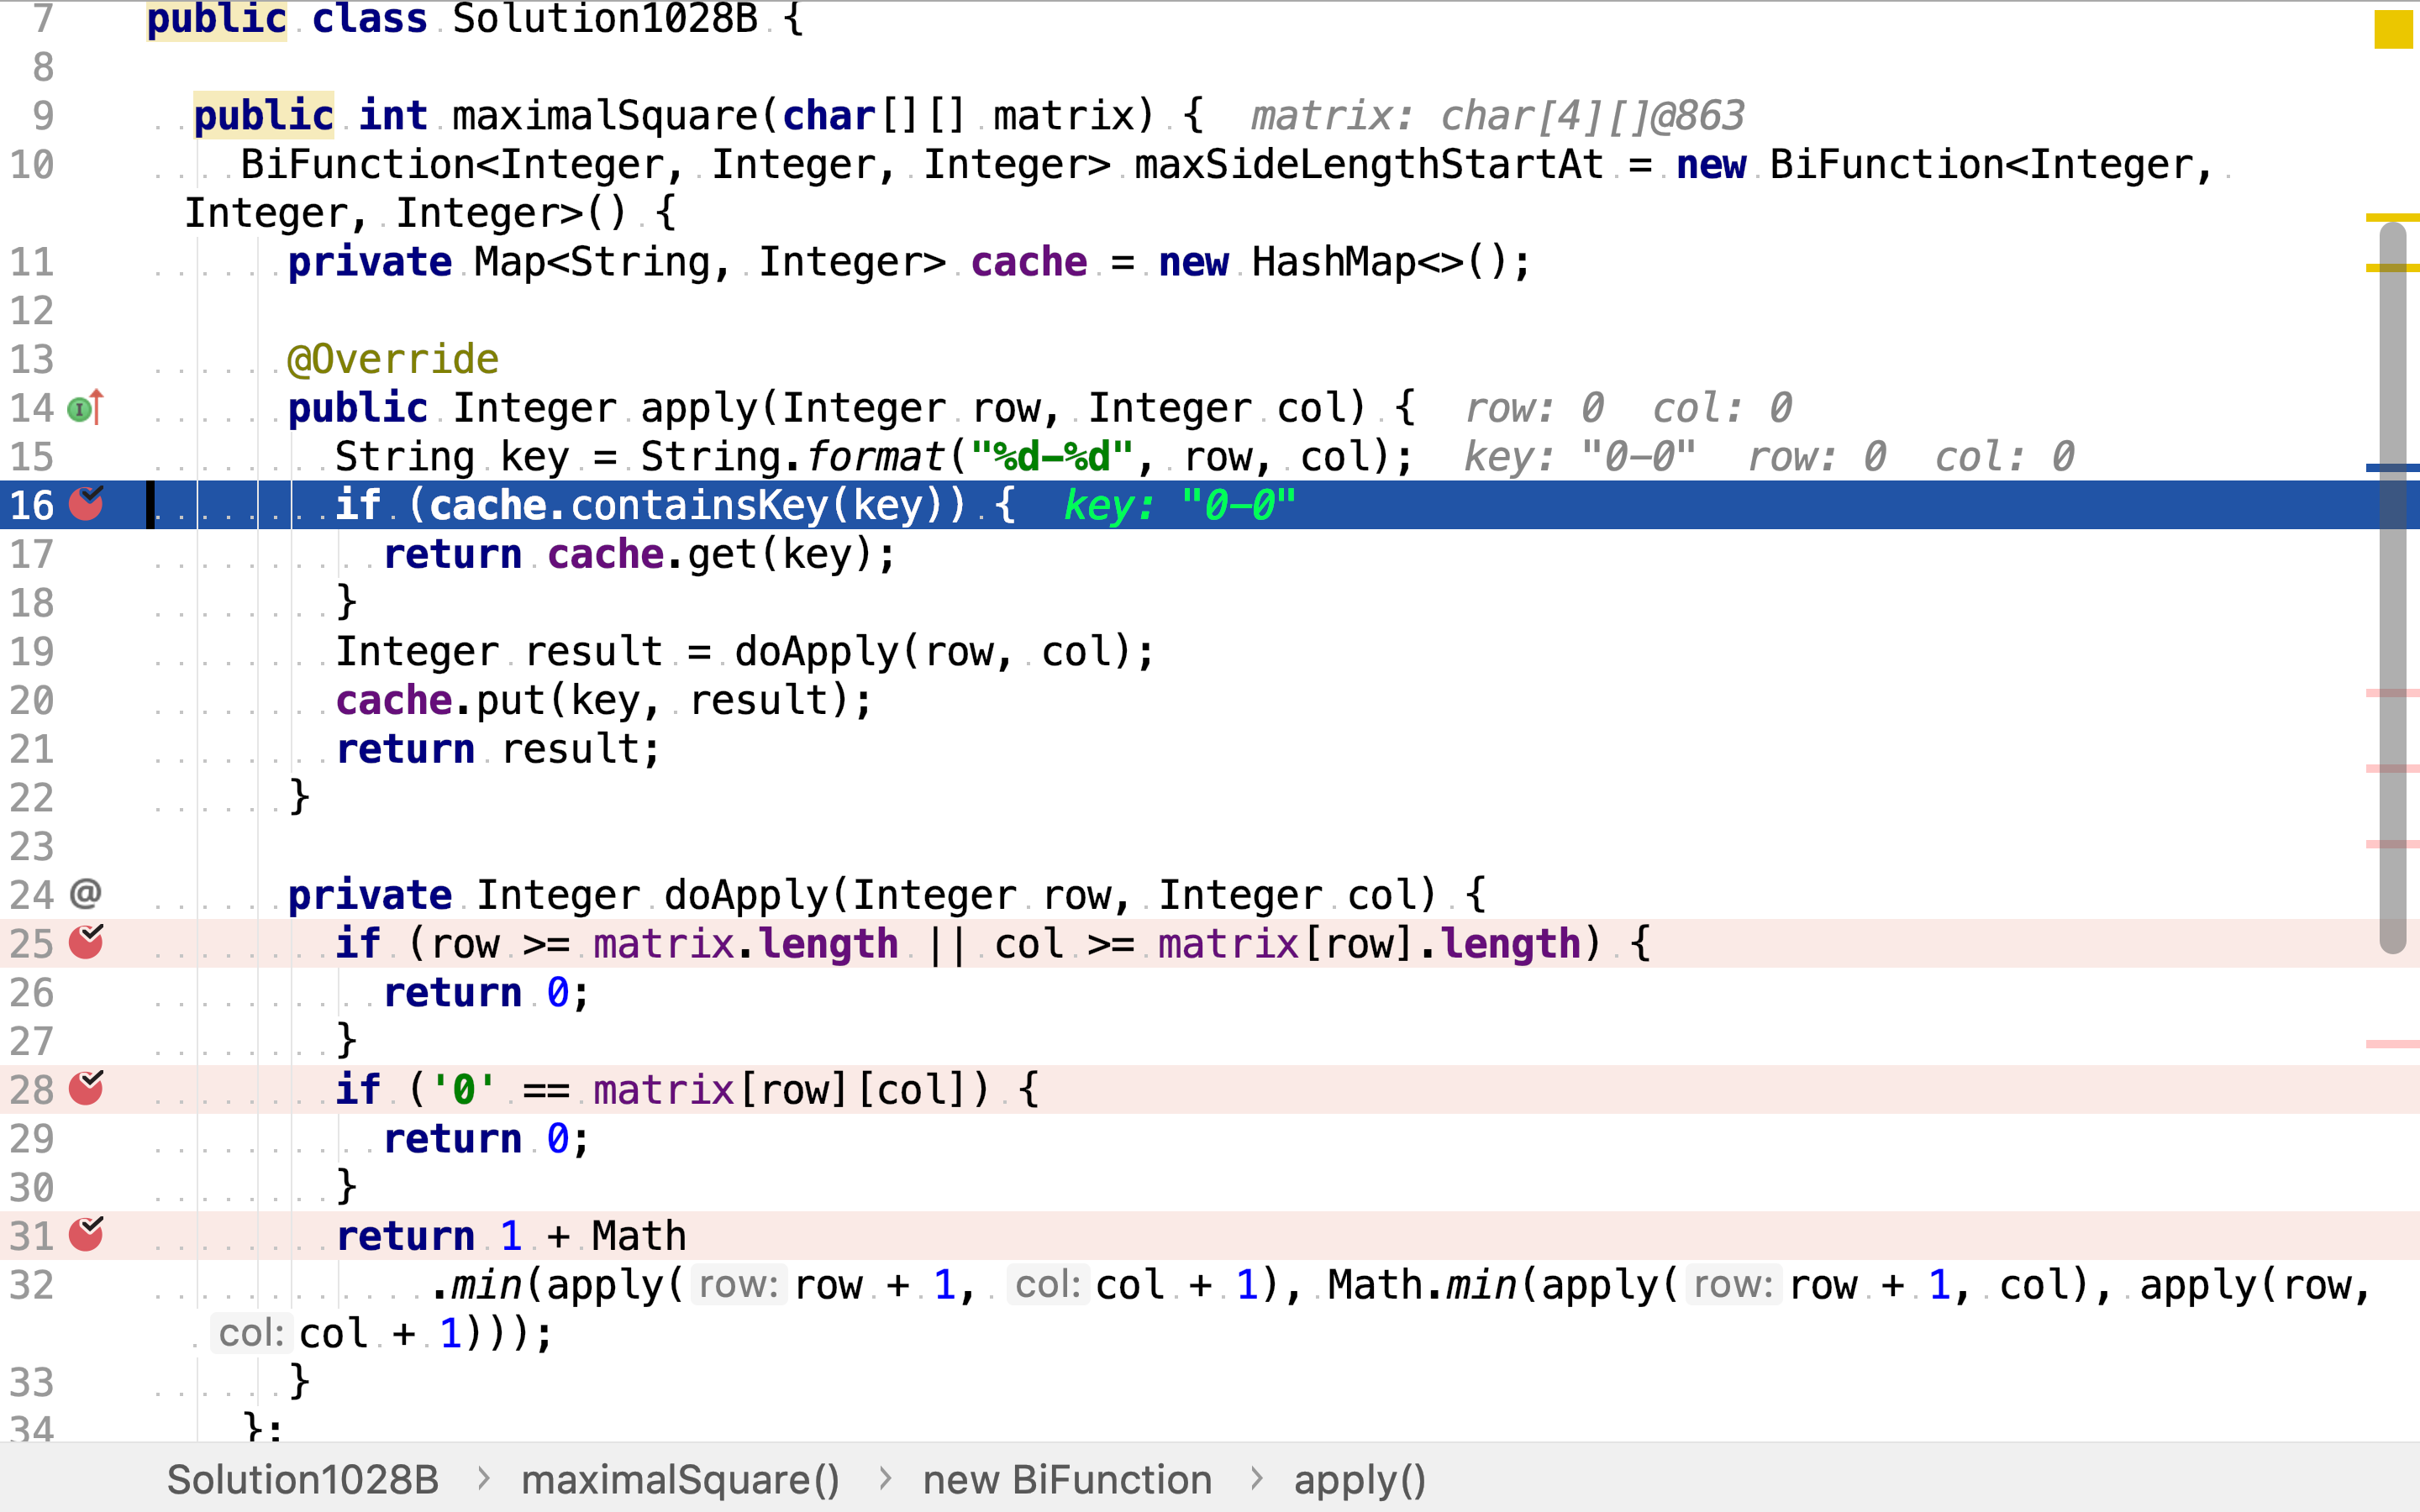 7 public class Solution1028B {
8
9 public int maximalSquare(char[][] matrix) { matrix: char[4][]@863
10 BiFunction<Integer, Integer, Integer> maxSideLengthStartAt = new BiFunction<Integer,
Integer, Integer>() {
11 private Map<String, Integer> cache = new HashMap<>();
12
13 @Override
14 public Integer apply(Integer row, Integer col) { row: 0 col: 0
15 String key = String.format("%d-%d", row, col); key: "0-0" row: 0 col: 0
16 if (cache.containsKey(key)) { key: "0-0"
17 return cache.get(key);
18 }
19 Integer result = doApply(row, col);
20 cache.put(key, result);
21 return result;
22 }
23
24 @ private Integer doApply(Integer row, Integer col) {
25 if (row >= matrix.length || col >= matrix[row].length) {
26 return 0;
27 }
28 if ('0' == matrix[row][col]) {
29 return 0;
30 }
31 return 1 + Math
32 .min(apply( row: row + 1, col: col + 1), Math.min(apply( row: row + 1, col), apply(row,
col: col + 1)));
33 }
34 };
Solution1028B > maximalSquare() > new BiFunction > apply()